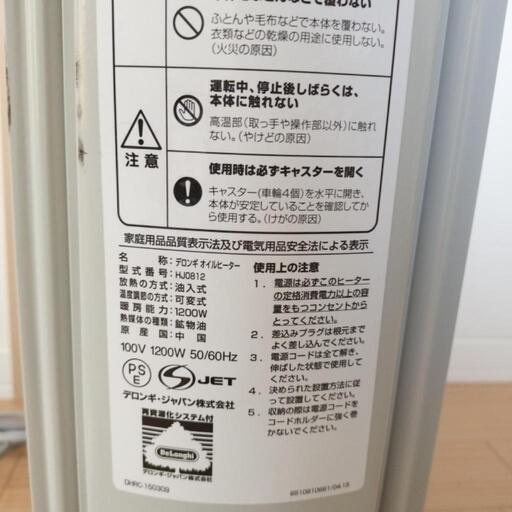 ふとんや毛布などで本体を覆わない。
衣類などの乾燥の用途に使用しない。
(火災の原因)
運転中、停止後しばらくは、
本体に触れない
高温部(取っ手や操作部以外)に触れ
ない。(やけどの原因)
注意
使用時は必ずキャスターを開く
キャスター(車輪4個)を水平に開き、
本体が安定していることを確認してか
ら使用する。(けがの原因)
家庭用品品質表示法及び電気用品安全法による表示
名称:デロンギ オイルヒーター
型式番号:HJ0812
放熱の方式:油入式
温度調節の方式:可変式
暖房能力:1200W
熱媒体の種類:鉱物油
原産国:中国
100V 1200W 50/60Hz
PS
E
JET
デロンギ・ジャパン株式会社
再資源化システム付
DeLonghi
デロンギ・ジャパン株式会社
DHRC-150309
使用上の注意
1. 電源は必ずこのヒーター
の定格消費電力以上の容
量をもつコンセントから
とってください。
2. 差込みプラグは根元まで
よく差し込んでください。
3. 電源コードは全て解き、
伸ばした状態で使用して
ください。
4. 決められた設置方法に従
って設置してください。
5. 収納の際は電源コードを
コードホルダーに強く巻
かないでください。